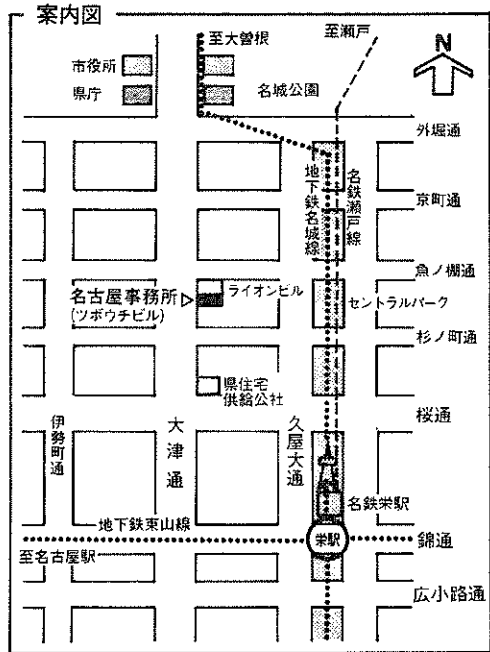 案内図
至大曽根
至瀬戸
市役所
県庁
名城公園
N
外堀通
地下鉄名城線
名鉄瀬戸線
京町通
魚ノ棚通
名古屋事務所
(ツボウチビル)
ライオンビル
セントラルパーク
杉ノ町通
県住宅
供給公社
伊勢町通
大津通
久屋大通
桜通
名鉄栄駅
地下鉄東山線
栄駅
錦通
至名古屋駅
広小路通